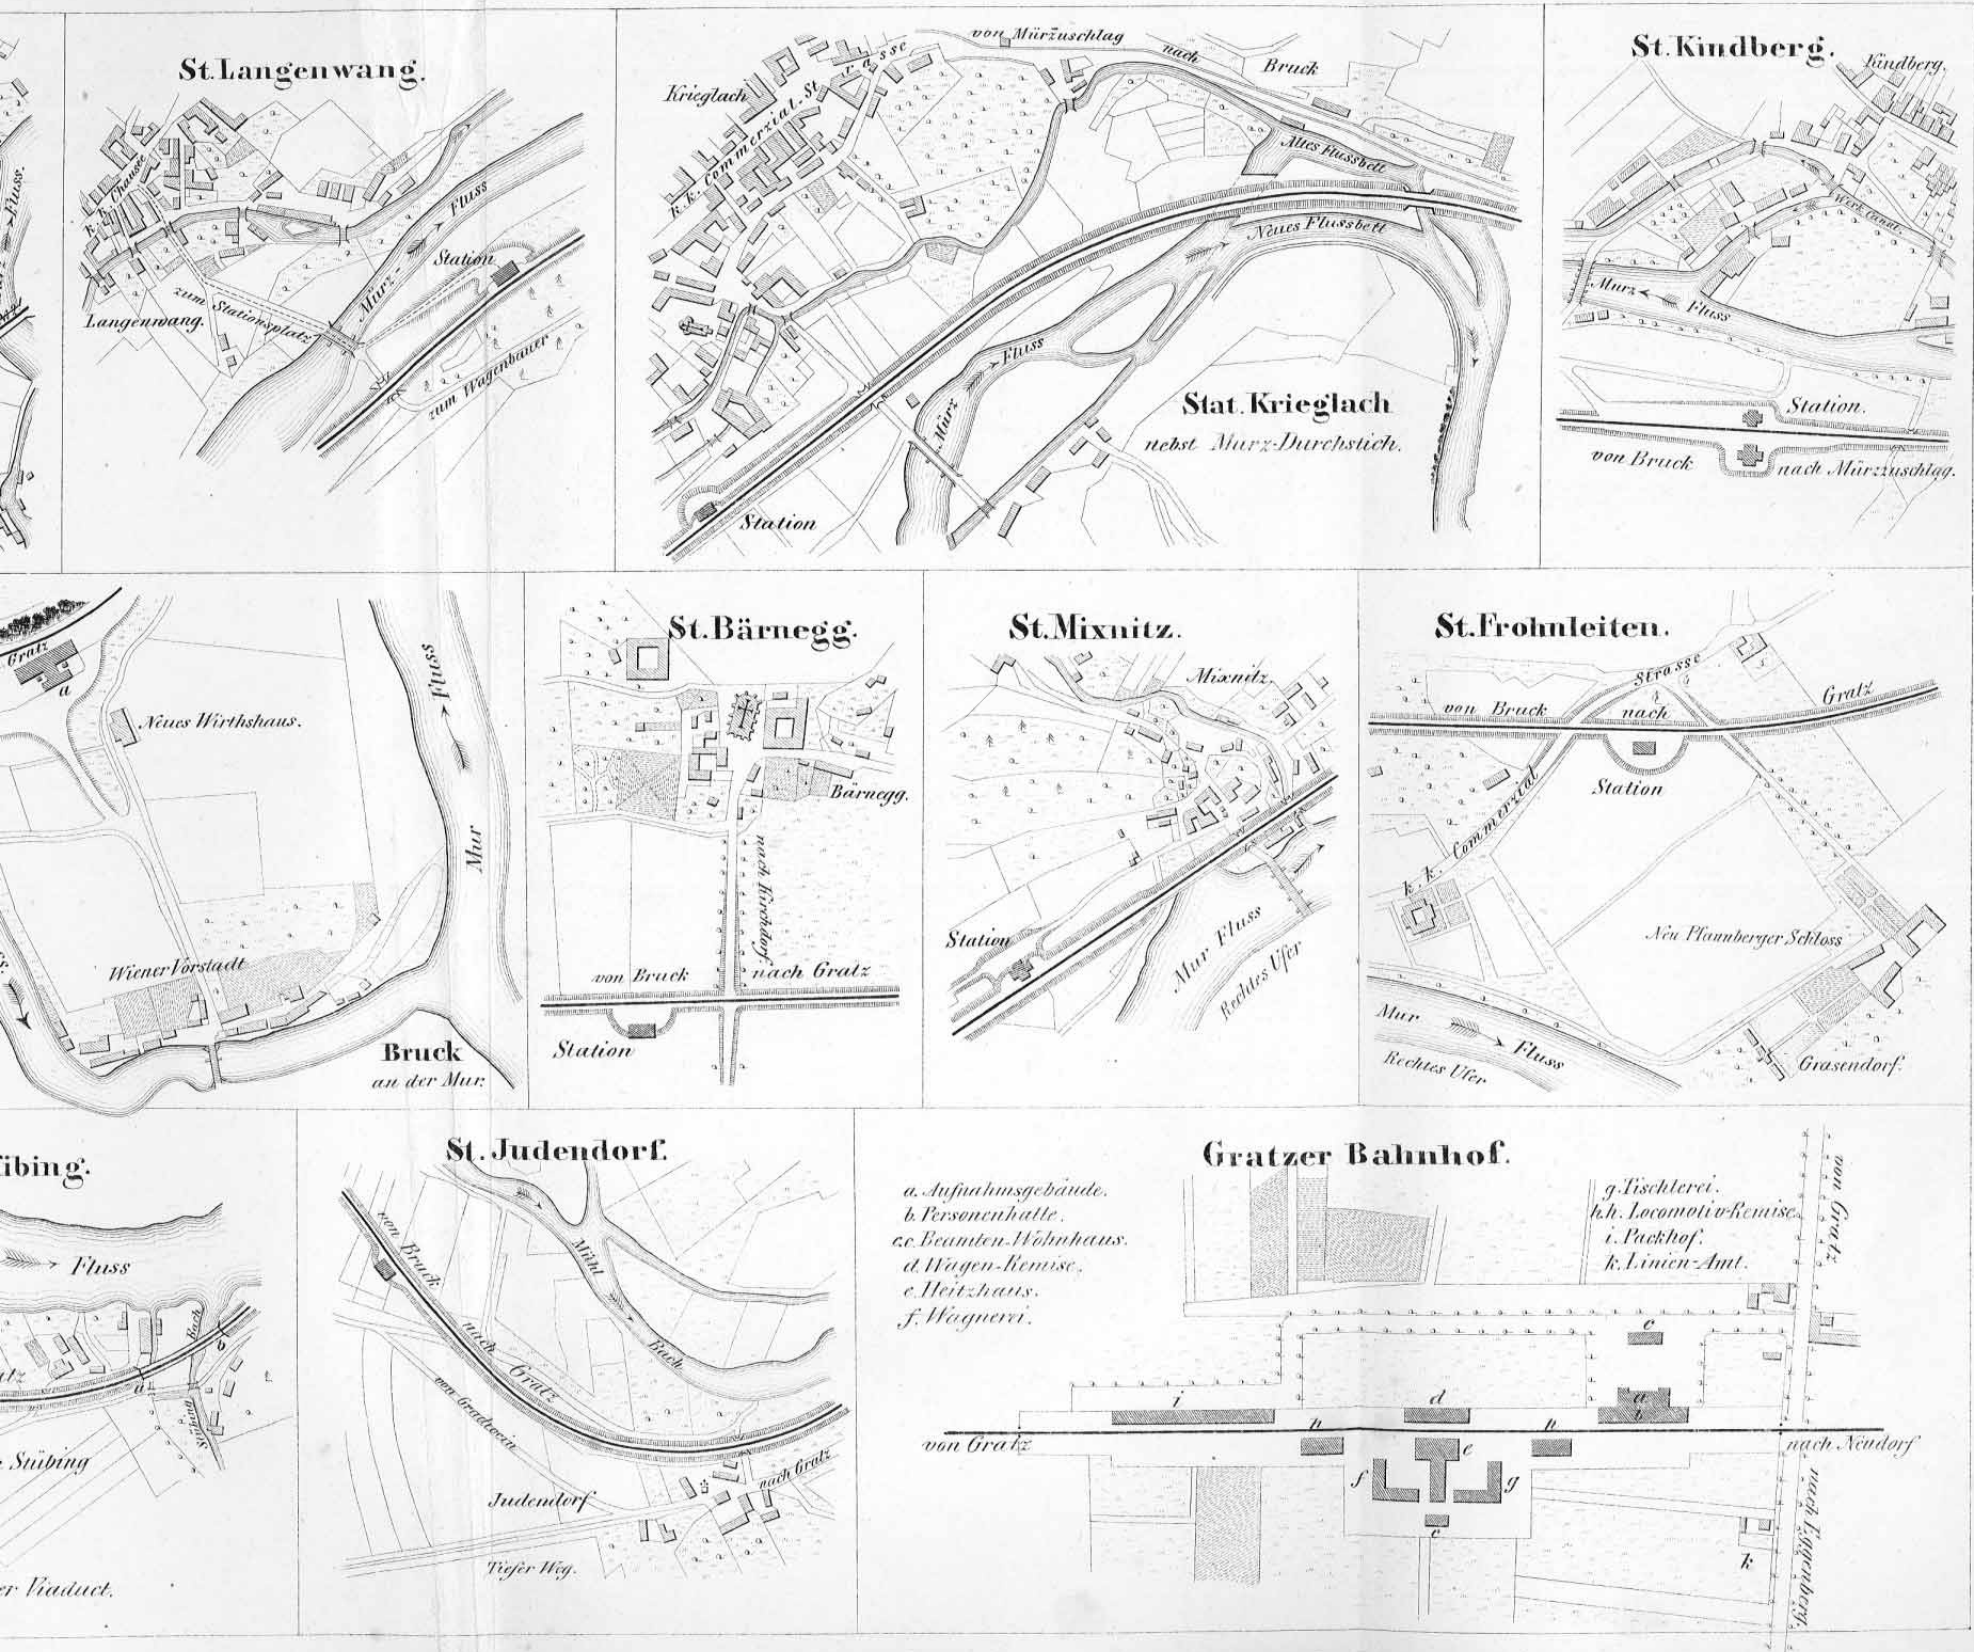 Fluss.
St. Langenwang.
k. k. Chaussée
Langenwang.
zum Stationsplatz
Mürz-
Fluss
Station
zum Wagenbauer
von Mürzuschlag
nach
Bruck
Krieglach
k. k. Commerzial-Strasse
Altes Flussbett
Neues Flussbett
Mürz
Fluss
Stat. Krieglach
nebst Murz-Durchstich.
Station
St. Kindberg.
Kindberg.
Werk Canal.
Murz
Fluss
Station.
von Bruck
nach Mürzzuschlag.
Gratz
a
Neues Wirthshaus.
Fluss
Mur
Wiener Vorstadt
Bruck
an der Mur.
St. Bärnegg.
Bärnegg.
nach Kirchdorf.
von Bruck
nach Gratz
Station
St. Mixnitz.
Mixnitz.
Station
Mur Fluss
Rechtes Ufer
St. Frohnleiten.
Strasse
von Bruck
nach
Gratz
Station
k. k. Commerzial
Neu Pfannberger Schloss
Mur
Fluss
Rechtes Ufer
Grasendorf.
ibing.
Fluss
Bach
tz
a
Stübing
Stübing
er Viaduct.
St. Judendorf.
von Bruck
nach
Gratz
Mühl
Bach
von Gradwein
Judendorf
nach Gratz
Tiefer Weg.
Gratzer Bahnhof.
a. Aufnahmsgebäude.
b. Personenhalle.
c.c. Beamten-Wohnhaus.
d. Wagen-Remise.
e. Heitzhaus.
f. Wagnerei.
g. Tischlerei.
h.h. Locomotiv-Remise
i. Packhof.
k. Linien-Amt.
von Gratz
c
i
h
d
h
a
b
von Gratz
nach Neudorf
e
f
g
c
k
nach Eggenberg.